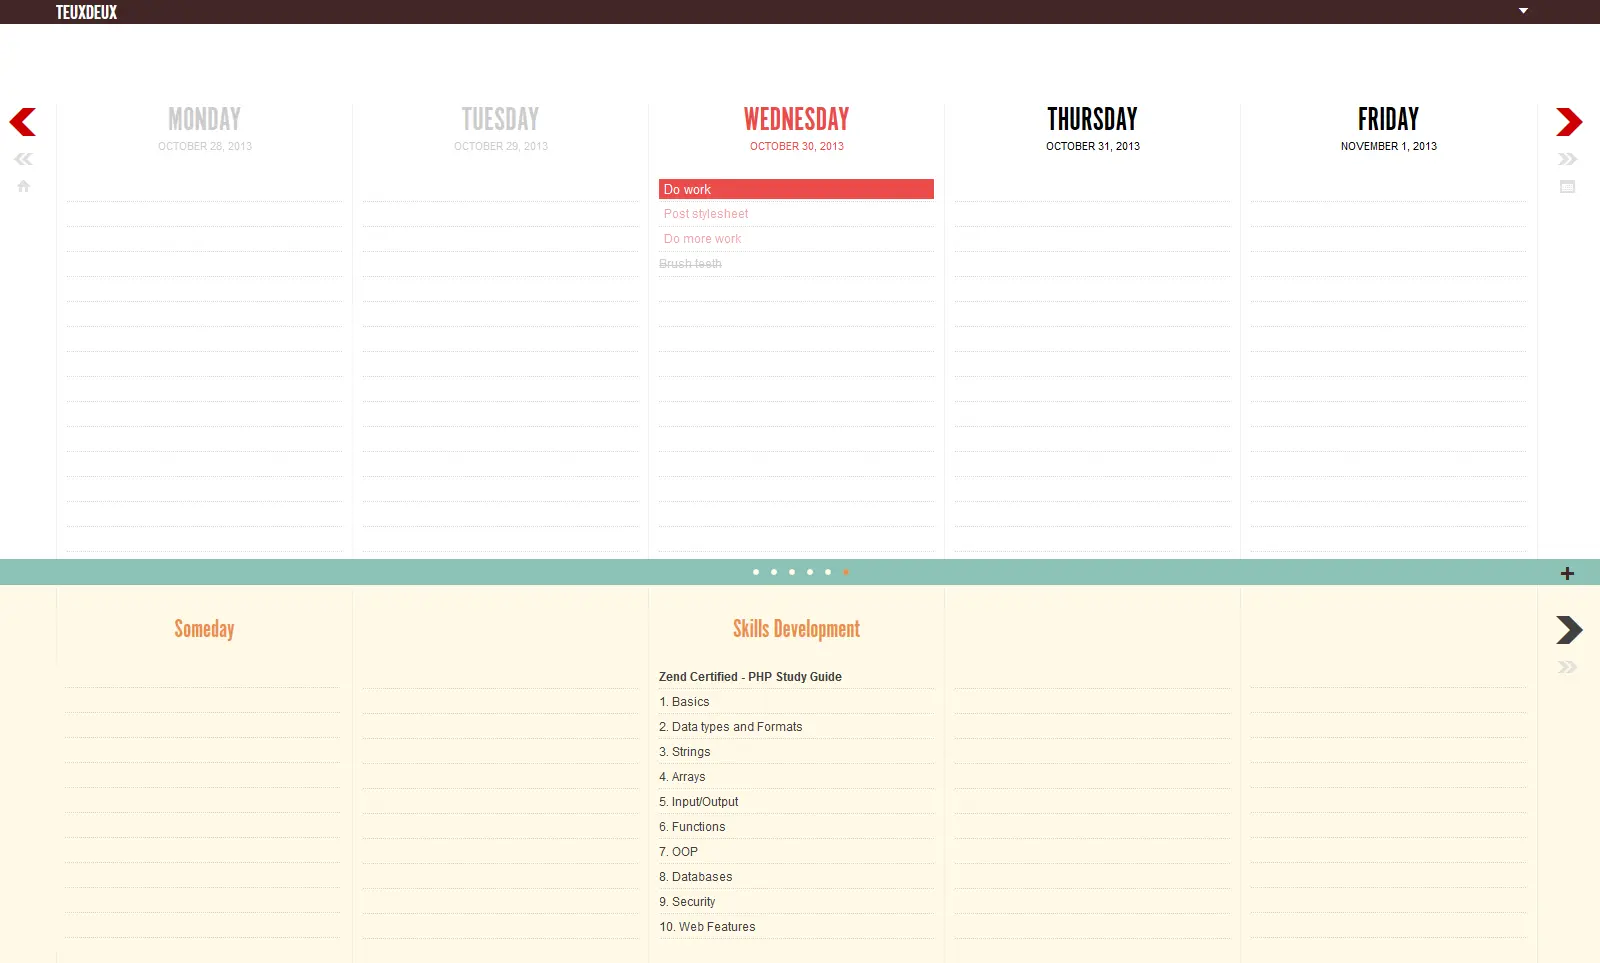 TEUXDEUX
MONDAY
OCTOBER 28, 2013
TUESDAY
OCTOBER 29, 2013
WEDNESDAY
OCTOBER 30, 2013
THURSDAY
OCTOBER 31, 2013
FRIDAY
NOVEMBER 1, 2013
Do work
Post stylesheet
Do more work
Brush teeth
Someday
Skills Development
Zend Certified - PHP Study Guide
1. Basics
2. Data types and Formats
3. Strings
4. Arrays
5. Input/Output
6. Functions
7. OOP
8. Databases
9. Security
10. Web Features